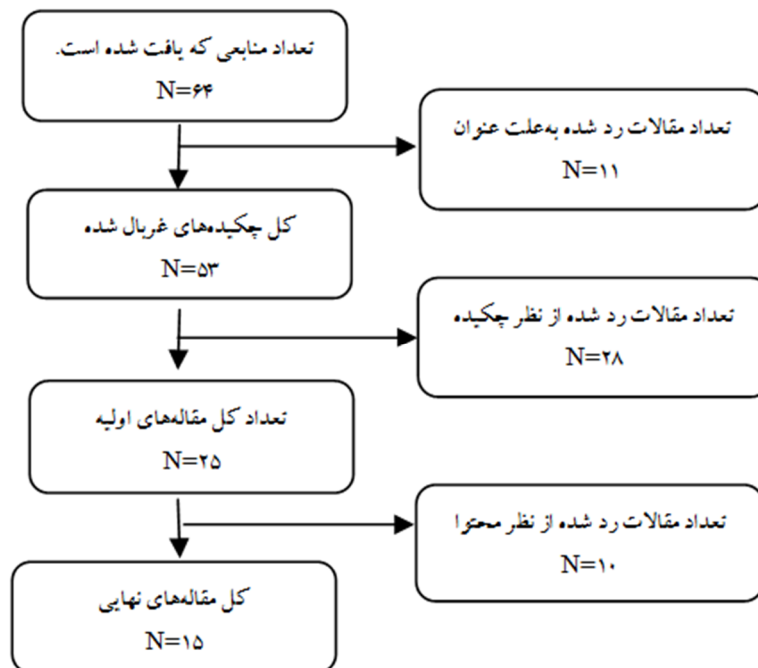 تعداد منابعی که یافت شده است.
N=۶۴
تعداد مقالات رد شده به‌علت عنوان
N=۱۱
کل چکیده‌های غربال شده
N=۵۳
تعداد مقالات رد شده از نظر چکیده
N=۲۸
تعداد کل مقاله‌های اولیه
N=۲۵
تعداد مقالات رد شده از نظر محتوا
N=۱۰
کل مقاله‌های نهایی
N=۱۵